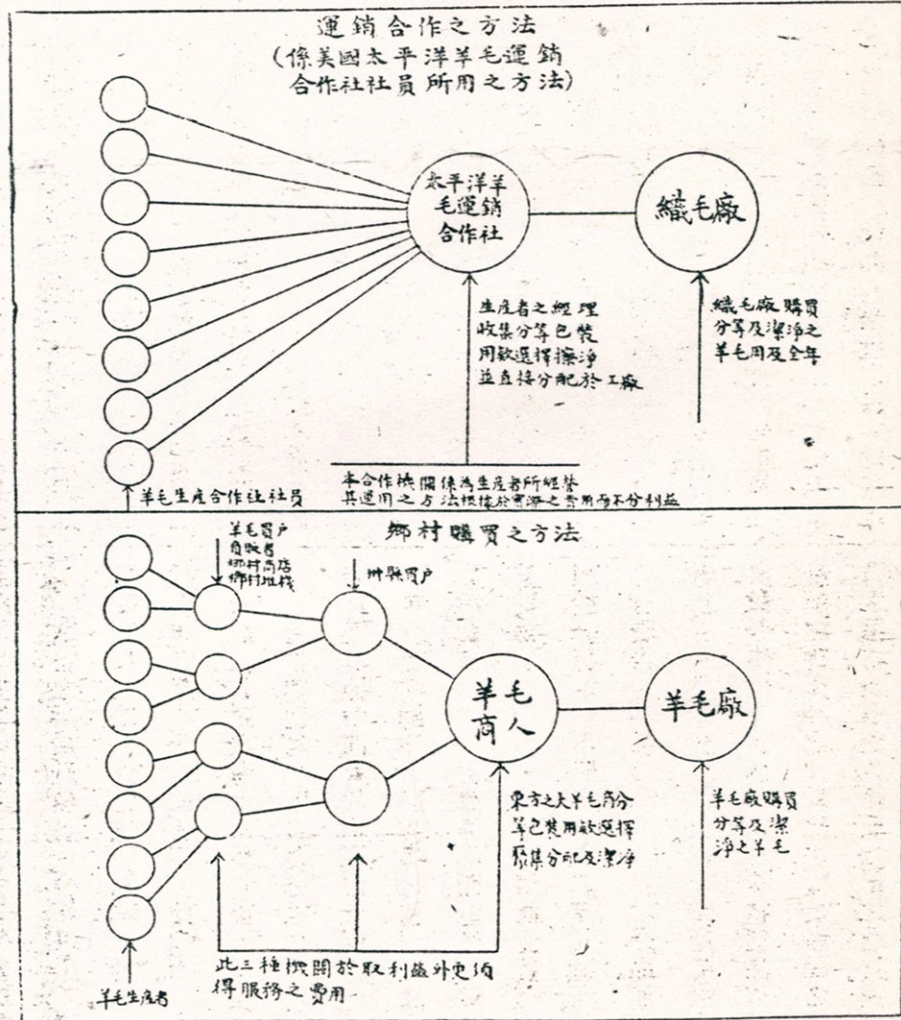 運銷合作之方法
(係美國太平洋羊毛運銷
合作社社員所用之方法)
太平洋羊
毛運銷
合作社
織毛廠
生產者之經理
收集分等包裝
用欵選擇擦淨
並直接分配於工廠
織毛廠購買
分等及潔淨之
羊毛用及全年
本合作機關係為生產者所經營
其運用之方法根據於實際之費用而不分利益
羊毛生產合作社社員
鄉村購買之方法
羊毛買戶
負販者
鄉村商店
鄉村堆棧
州縣買戶
羊毛
商人
羊毛廠
東方之大羊毛商分
等包裝用欵選擇
聚集分配及潔淨
羊毛廠購買
分等及潔
淨之羊毛
此三種機關於取利益外更須
得服務之費用
羊毛生產者